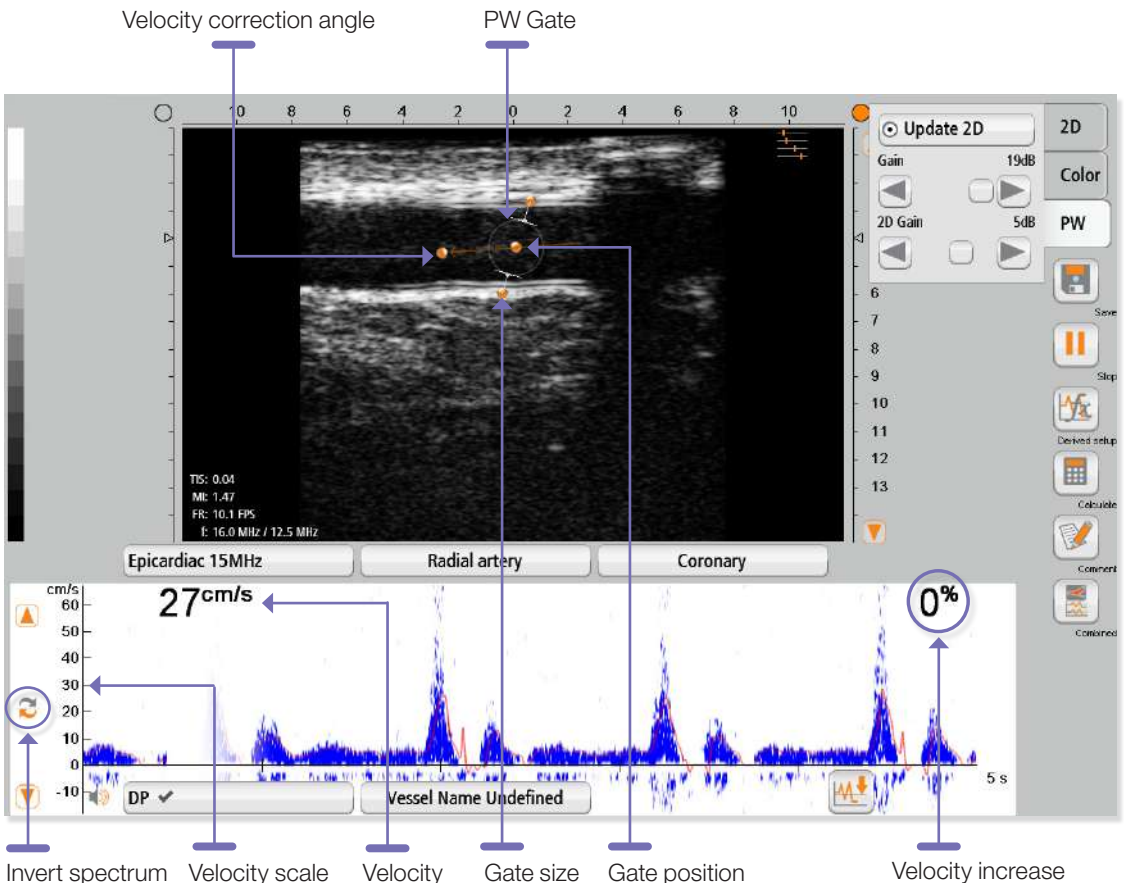 Velocity correction angle PW Gate
10 8 6 4 2 0 2 4 6 8 10
Update 2D
2D
Gain 19dB
Color
2D Gain 5dB
PW
6
7
8
9
10
11
12
13
Save
Stop
Derived setup
Calculate
Comment
Combined
TIS: 0.04
MI: 1.47
FR: 10.1 FPS
f: 16.0 MHz / 12.5 MHz
Epicardiac 15MHz Radial artery Coronary
cm/s
27 cm/s
0%
60
50
40
30
20
10
0
-10
5 s
DP ✔ Vessel Name Undefined
Invert spectrum Velocity scale Velocity Gate size Gate position Velocity increase